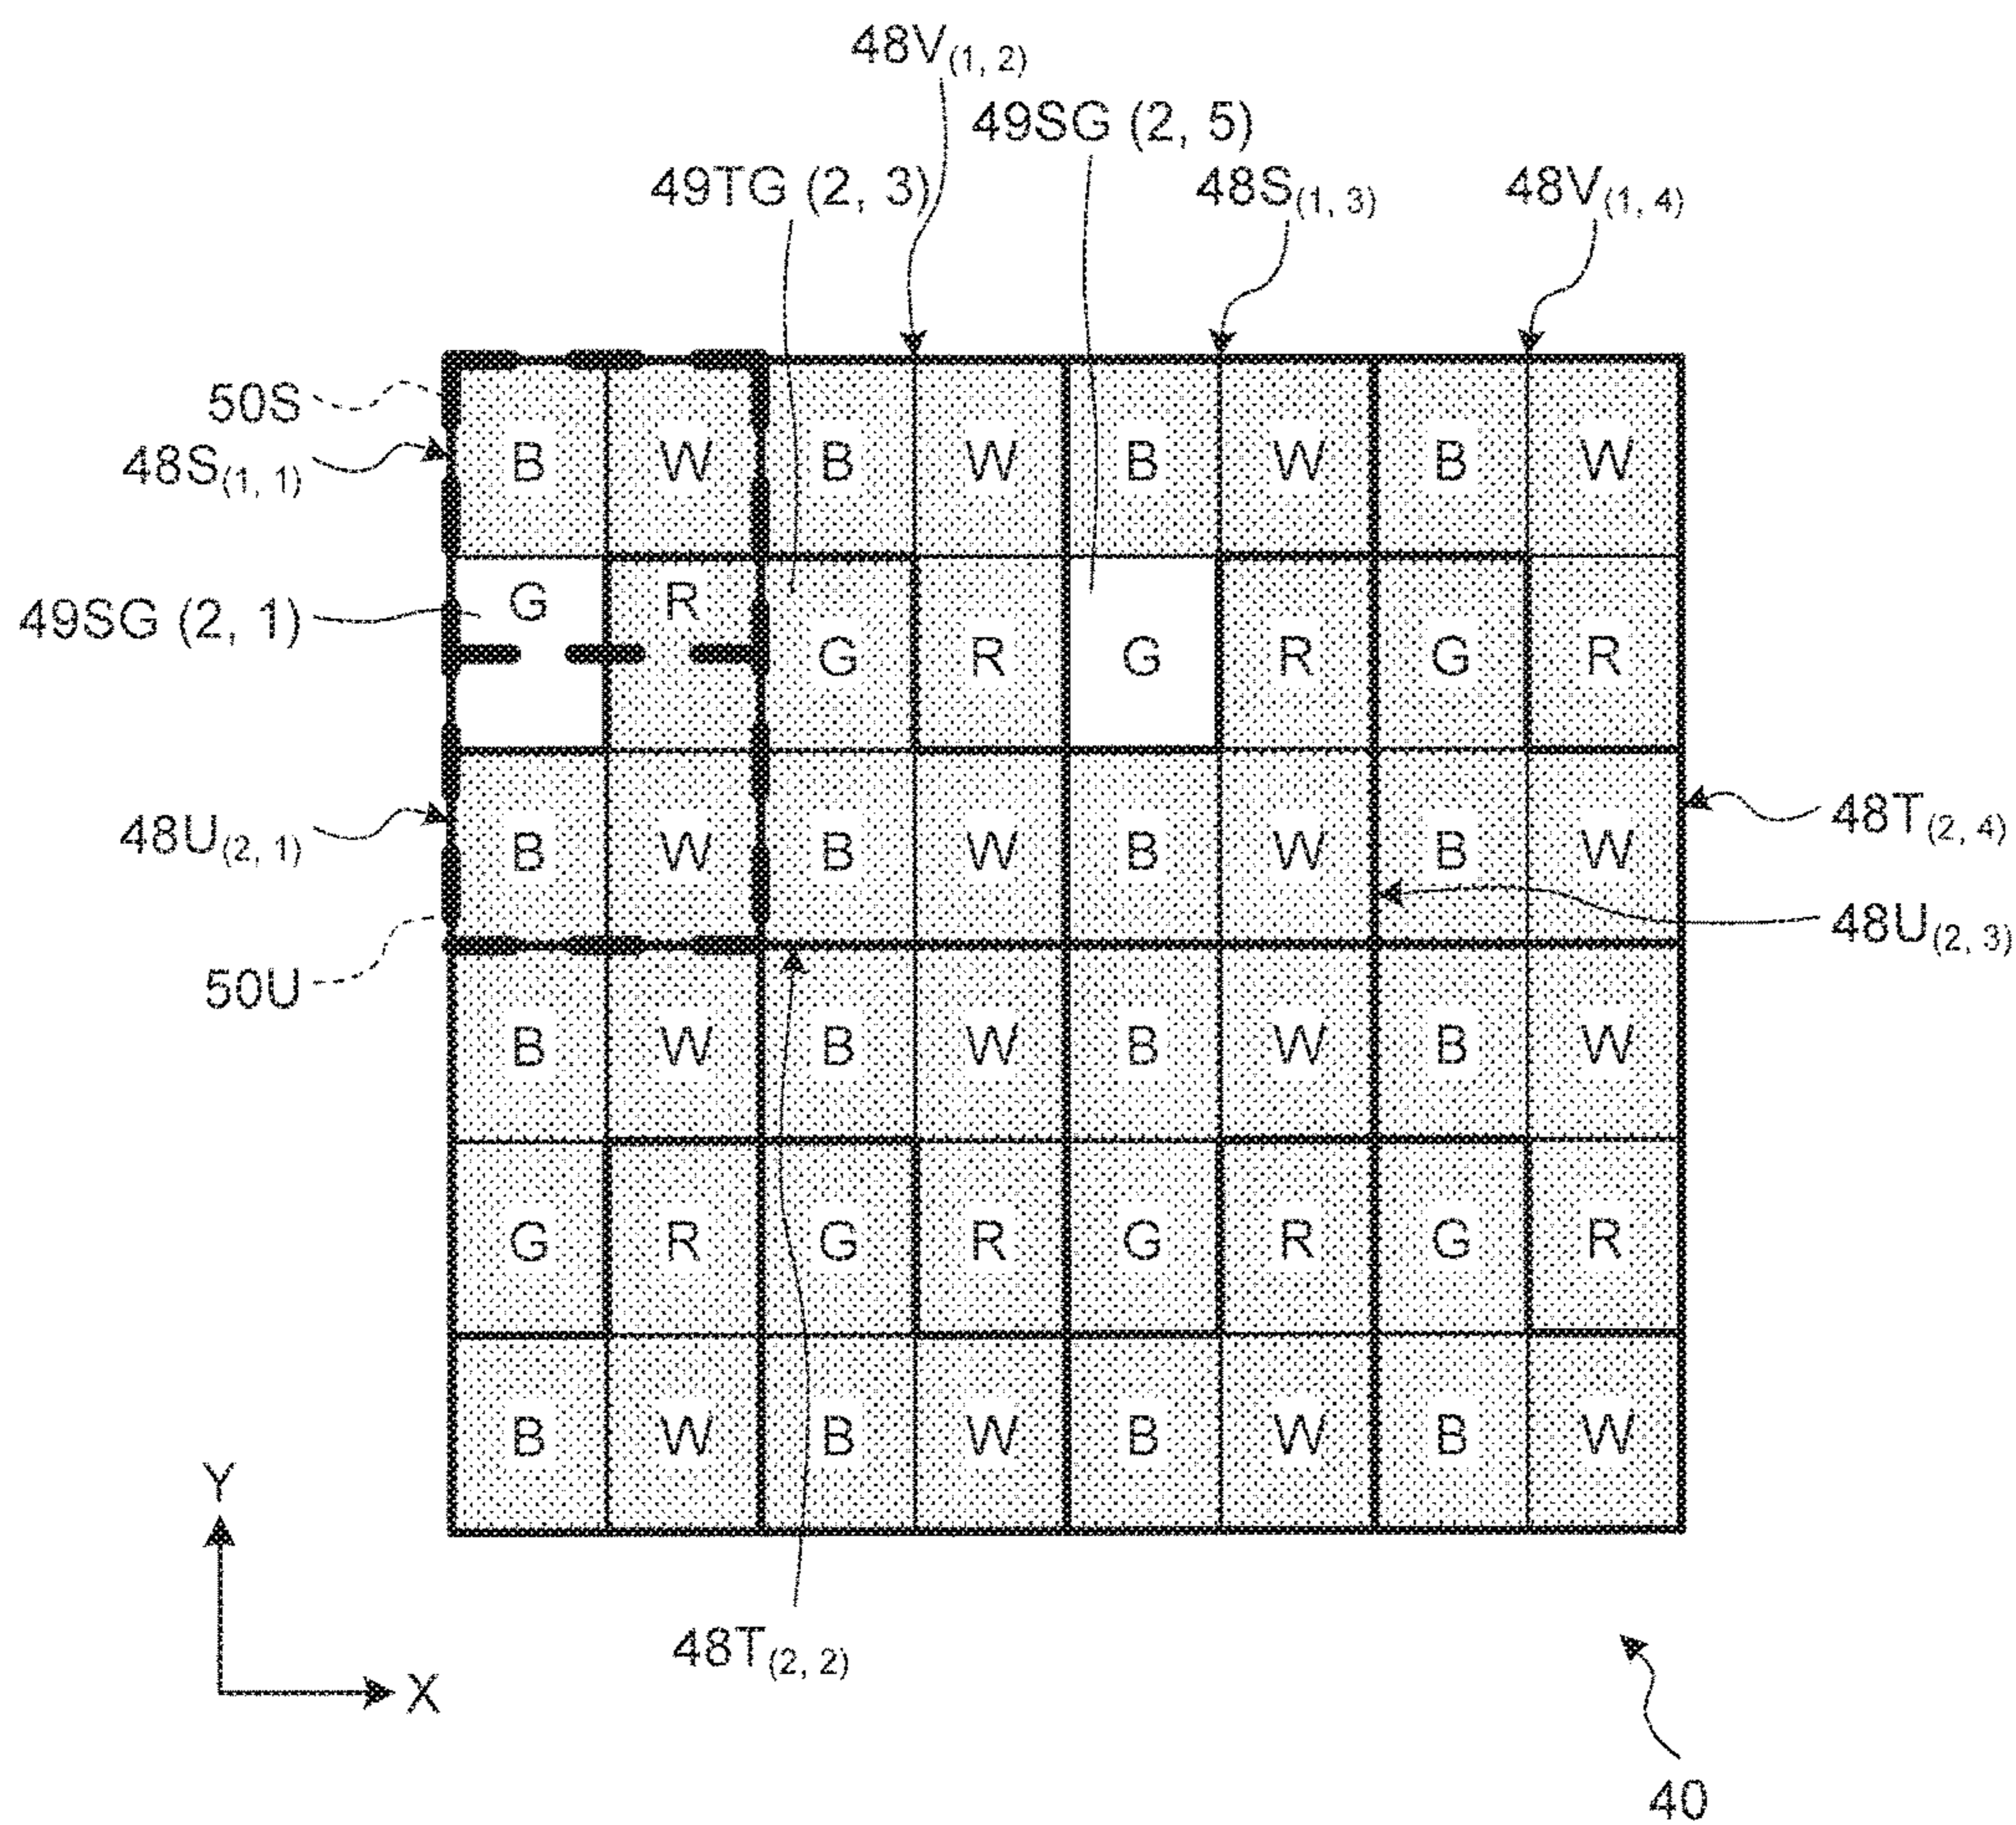 48V(1, 2)
49SG (2, 5)
49TG (2, 3)
48S(1, 3)
48V(1, 4)
50S
48S(1, 1)
B W B W B W B W
49SG (2, 1)
G R G R G R G R
48U(2, 1)
B W B W B W B W
48T(2, 4)
48U(2, 3)
50U
B W B W B W B W
G R G R G R G R
B W B W B W B W
Y
X
48T(2, 2)
40